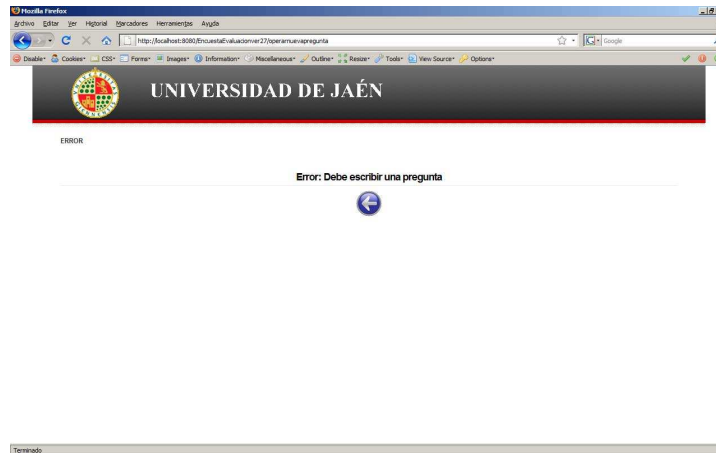 Mozilla Firefox
Archivo Editar Ver Historial Marcadores Herramientas Ayuda
http://localhost:8080/EncuestaEvaluacionver27/operarnuevapregunta
Google
Disable Cookies CSS Forms Images Information Miscellaneous Outline Resize Tools View Source Options
UNIVERSIDAD DE JAÉN
ERROR
Error: Debe escribir una pregunta
Terminado